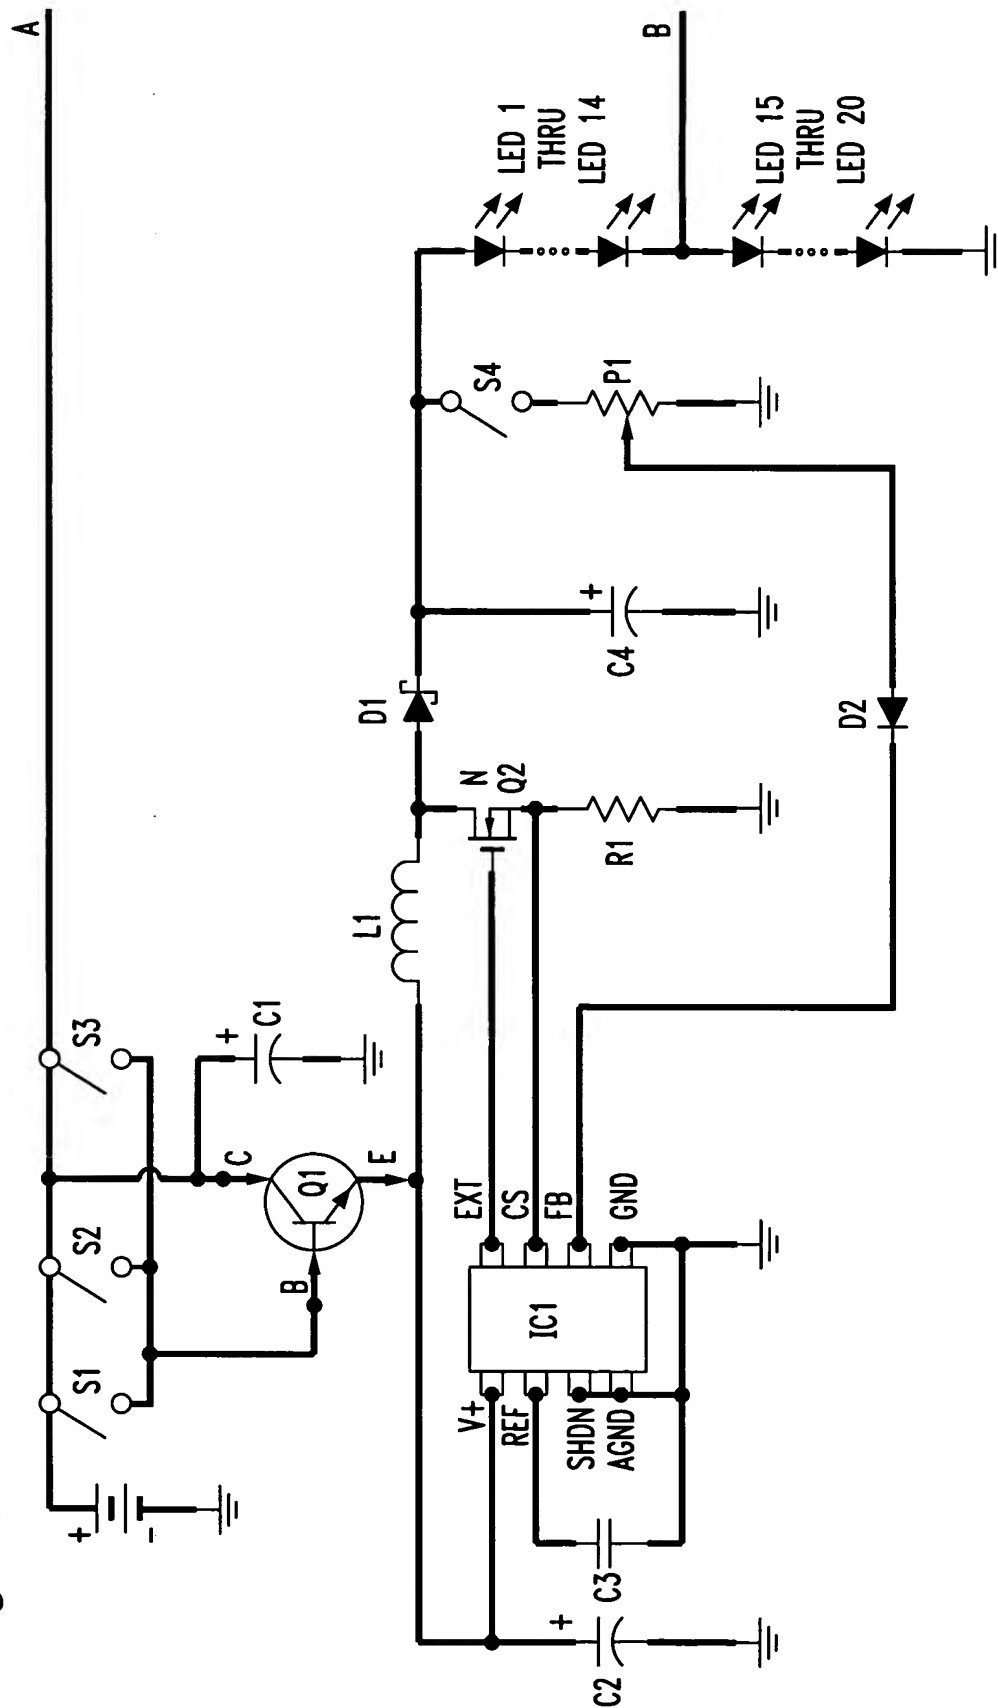 A
+
-
S1
S2
S3
C
B
Q1
E
+
C1
L1
D1
N
Q2
R1
+
C4
S4
P1
LED 1
THRU
LED 14
B
LED 15
THRU
LED 20
V+
REF
SHDN
AGND
IC1
EXT
CS
FB
GND
+
C2
C3
D2